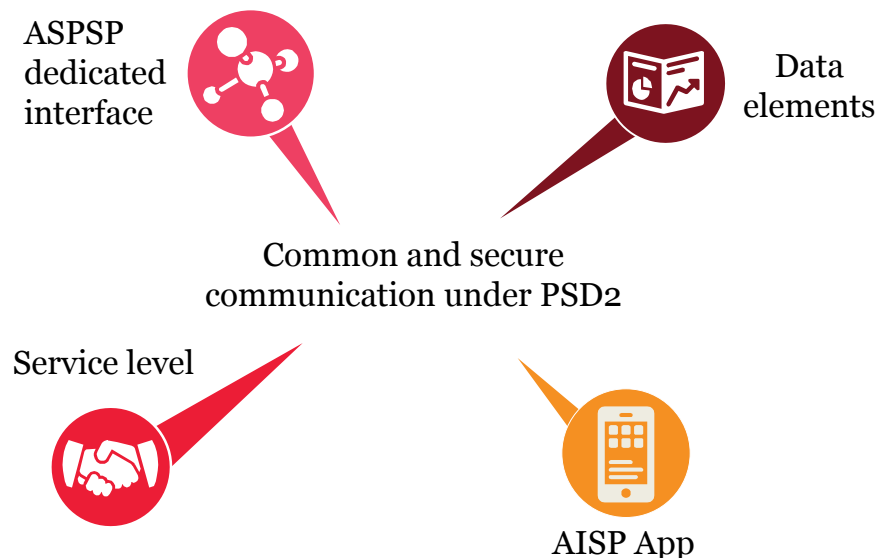 ASPSP
dedicated
interface
Data
elements
Common and secure
communication under PSD2
Service level
AISP App